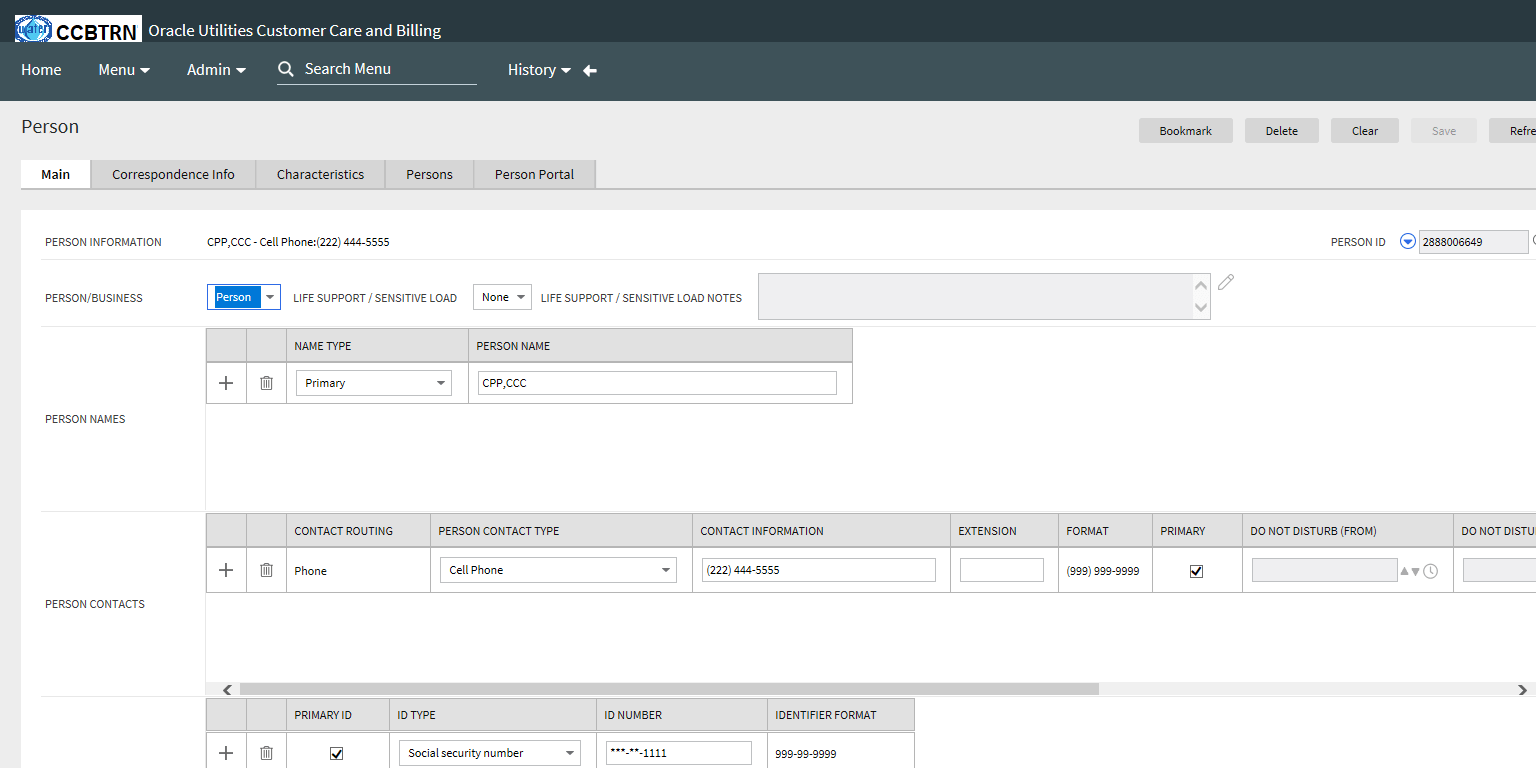 water CCBTRN Oracle Utilities Customer Care and Billing
Home Menu Admin Search Menu History
Person
Bookmark Delete Clear Save Refre
Main Correspondence Info Characteristics Persons Person Portal
PERSON INFORMATION CPP,CCC - Cell Phone:(222) 444-5555 PERSON ID 2888006649
PERSON/BUSINESS Person LIFE SUPPORT / SENSITIVE LOAD None LIFE SUPPORT / SENSITIVE LOAD NOTES
NAME TYPE PERSON NAME
Primary CPP,CCC
PERSON NAMES
CONTACT ROUTING PERSON CONTACT TYPE CONTACT INFORMATION EXTENSION FORMAT PRIMARY DO NOT DISTURB (FROM) DO NOT DISTU
Phone Cell Phone (222) 444-5555 (999) 999-9999
PERSON CONTACTS
PRIMARY ID ID TYPE ID NUMBER IDENTIFIER FORMAT
Social security number ***-**-1111 999-99-9999